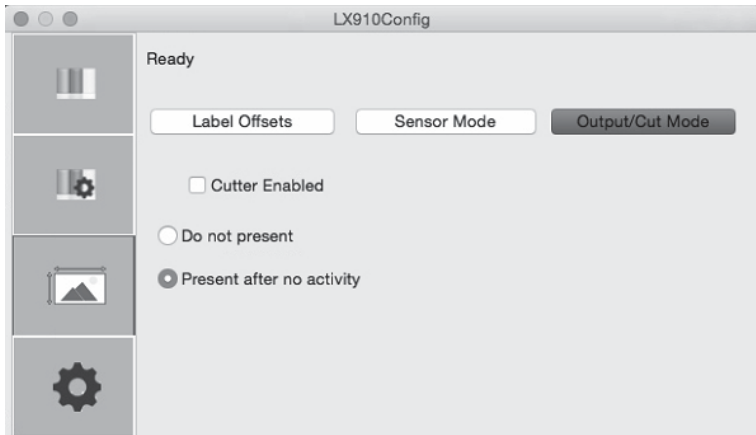 LX910Config
Ready
Label Offsets Sensor Mode Output/Cut Mode
Cutter Enabled
Do not present
Present after no activity